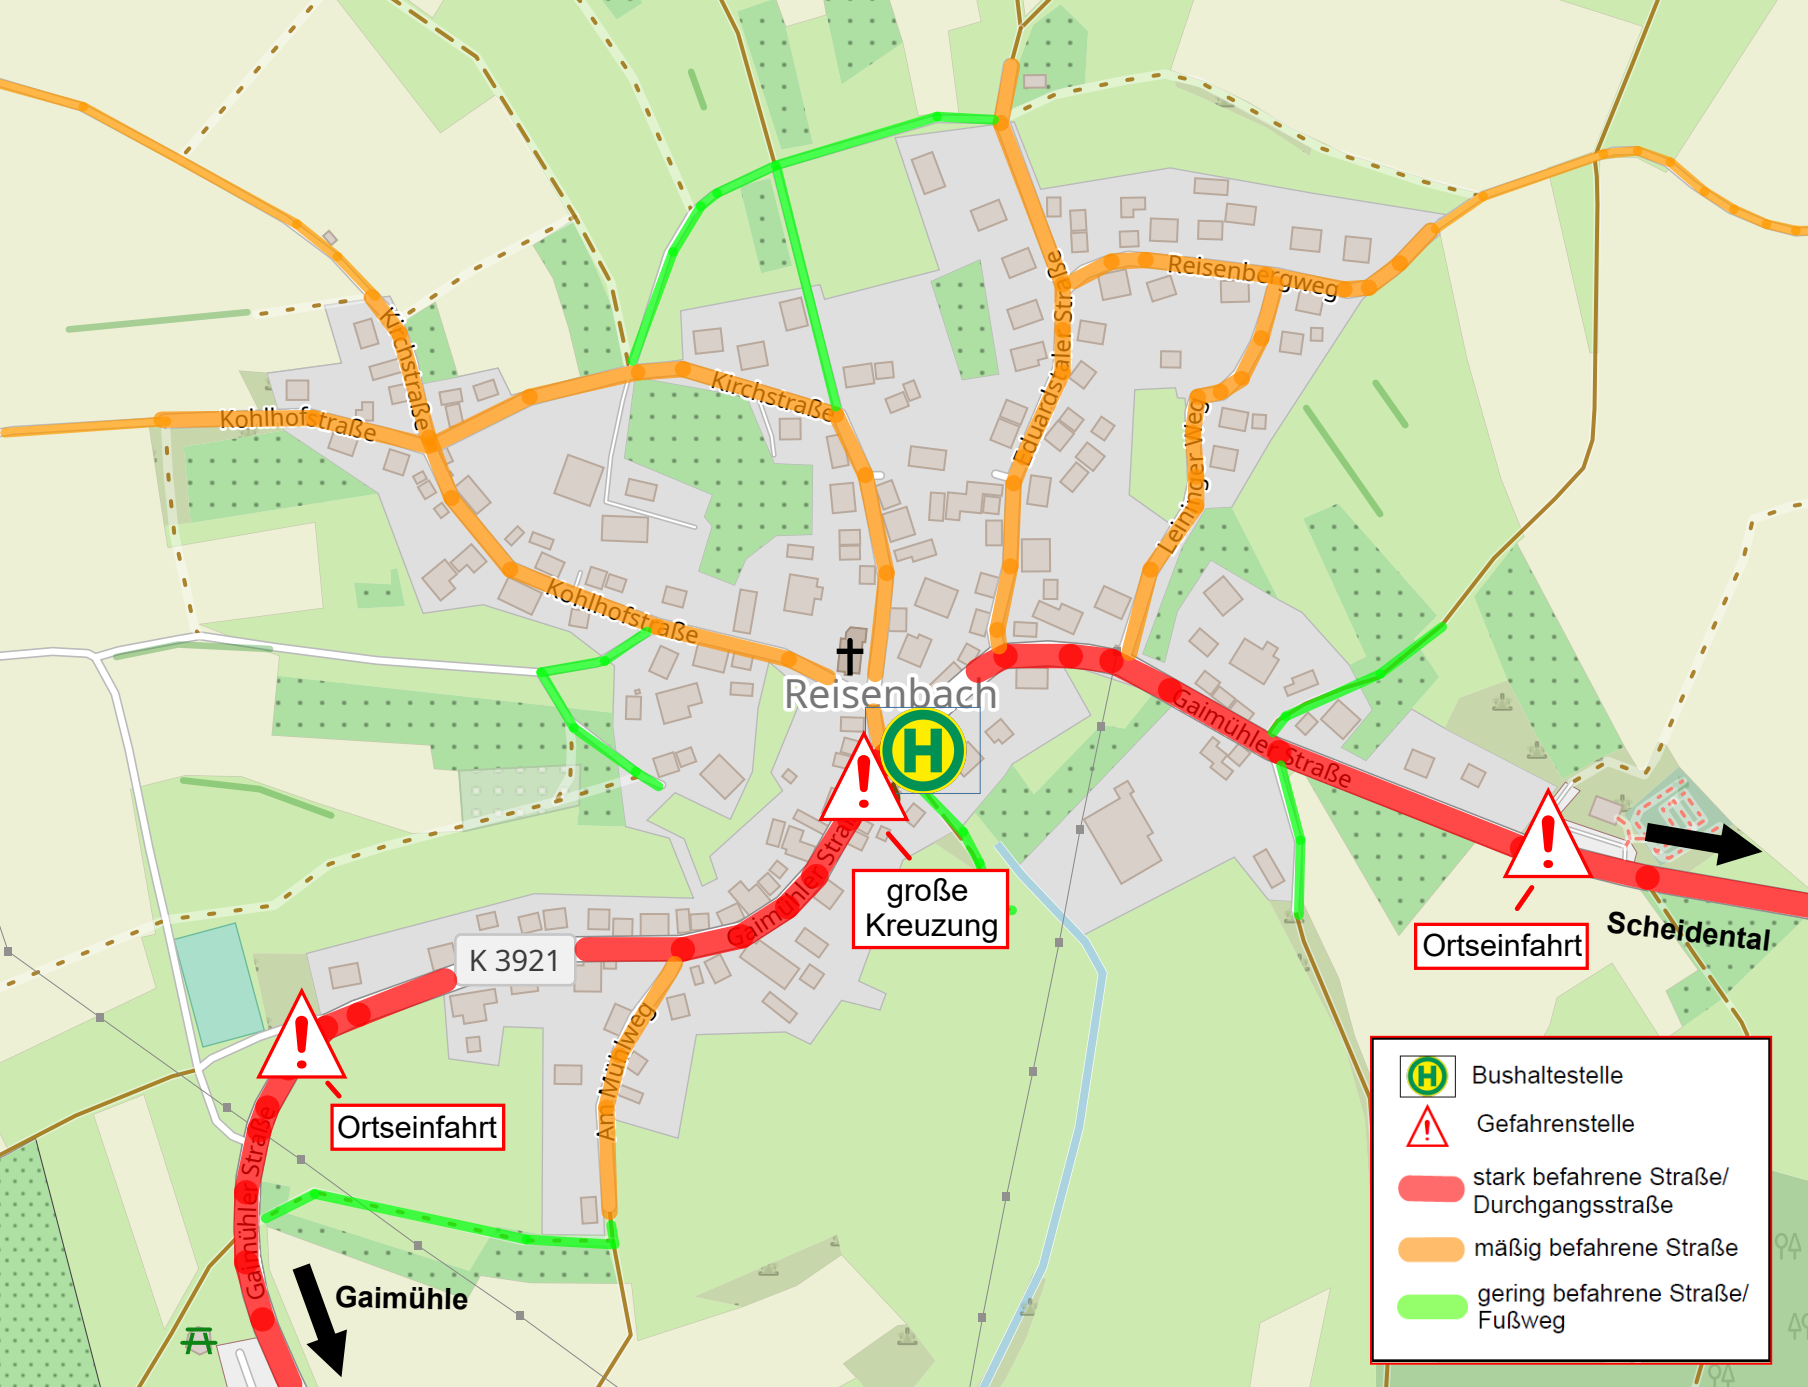 Reisenbergweg
Eduardstaler Straße
Kirchstraße
Kirchstraße
Kohlhofstraße
Leininger Weg
Kohlhofstraße
Reisenbach
H
Gaimühler Straße
!
!
Gaimühler Straße
große
Kreuzung
Ortseinfahrt
Scheidental
K 3921
!
Am Mühlweg
Ortseinfahrt
Gaimühler Straße
Gaimühler Straße
Gaimühle
H
Bushaltestelle
!
Gefahrenstelle
stark befahrene Straße/
Durchgangsstraße
mäßig befahrene Straße
gering befahrene Straße/
Fußweg